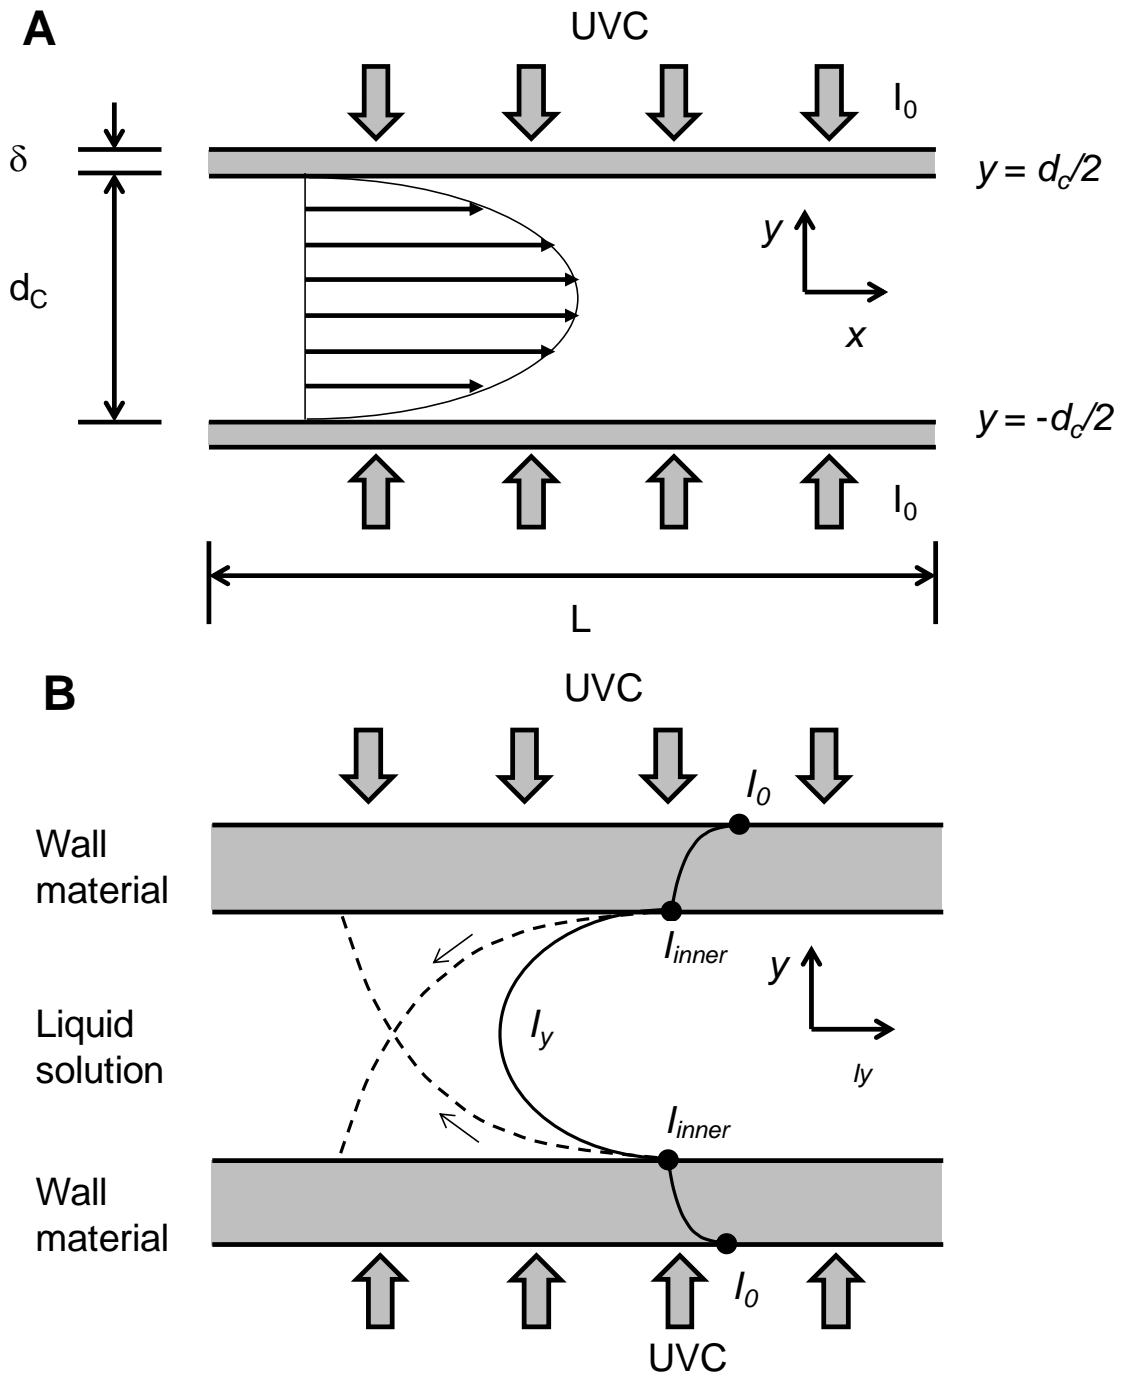 A
UVC
I0
δ
y = dc/2
y
dC
x
y = -dc/2
I0
L
B
UVC
I0
Wall
material
Iinner
y
Liquid
solution
Iy
Iy
Iinner
Wall
material
I0
UVC